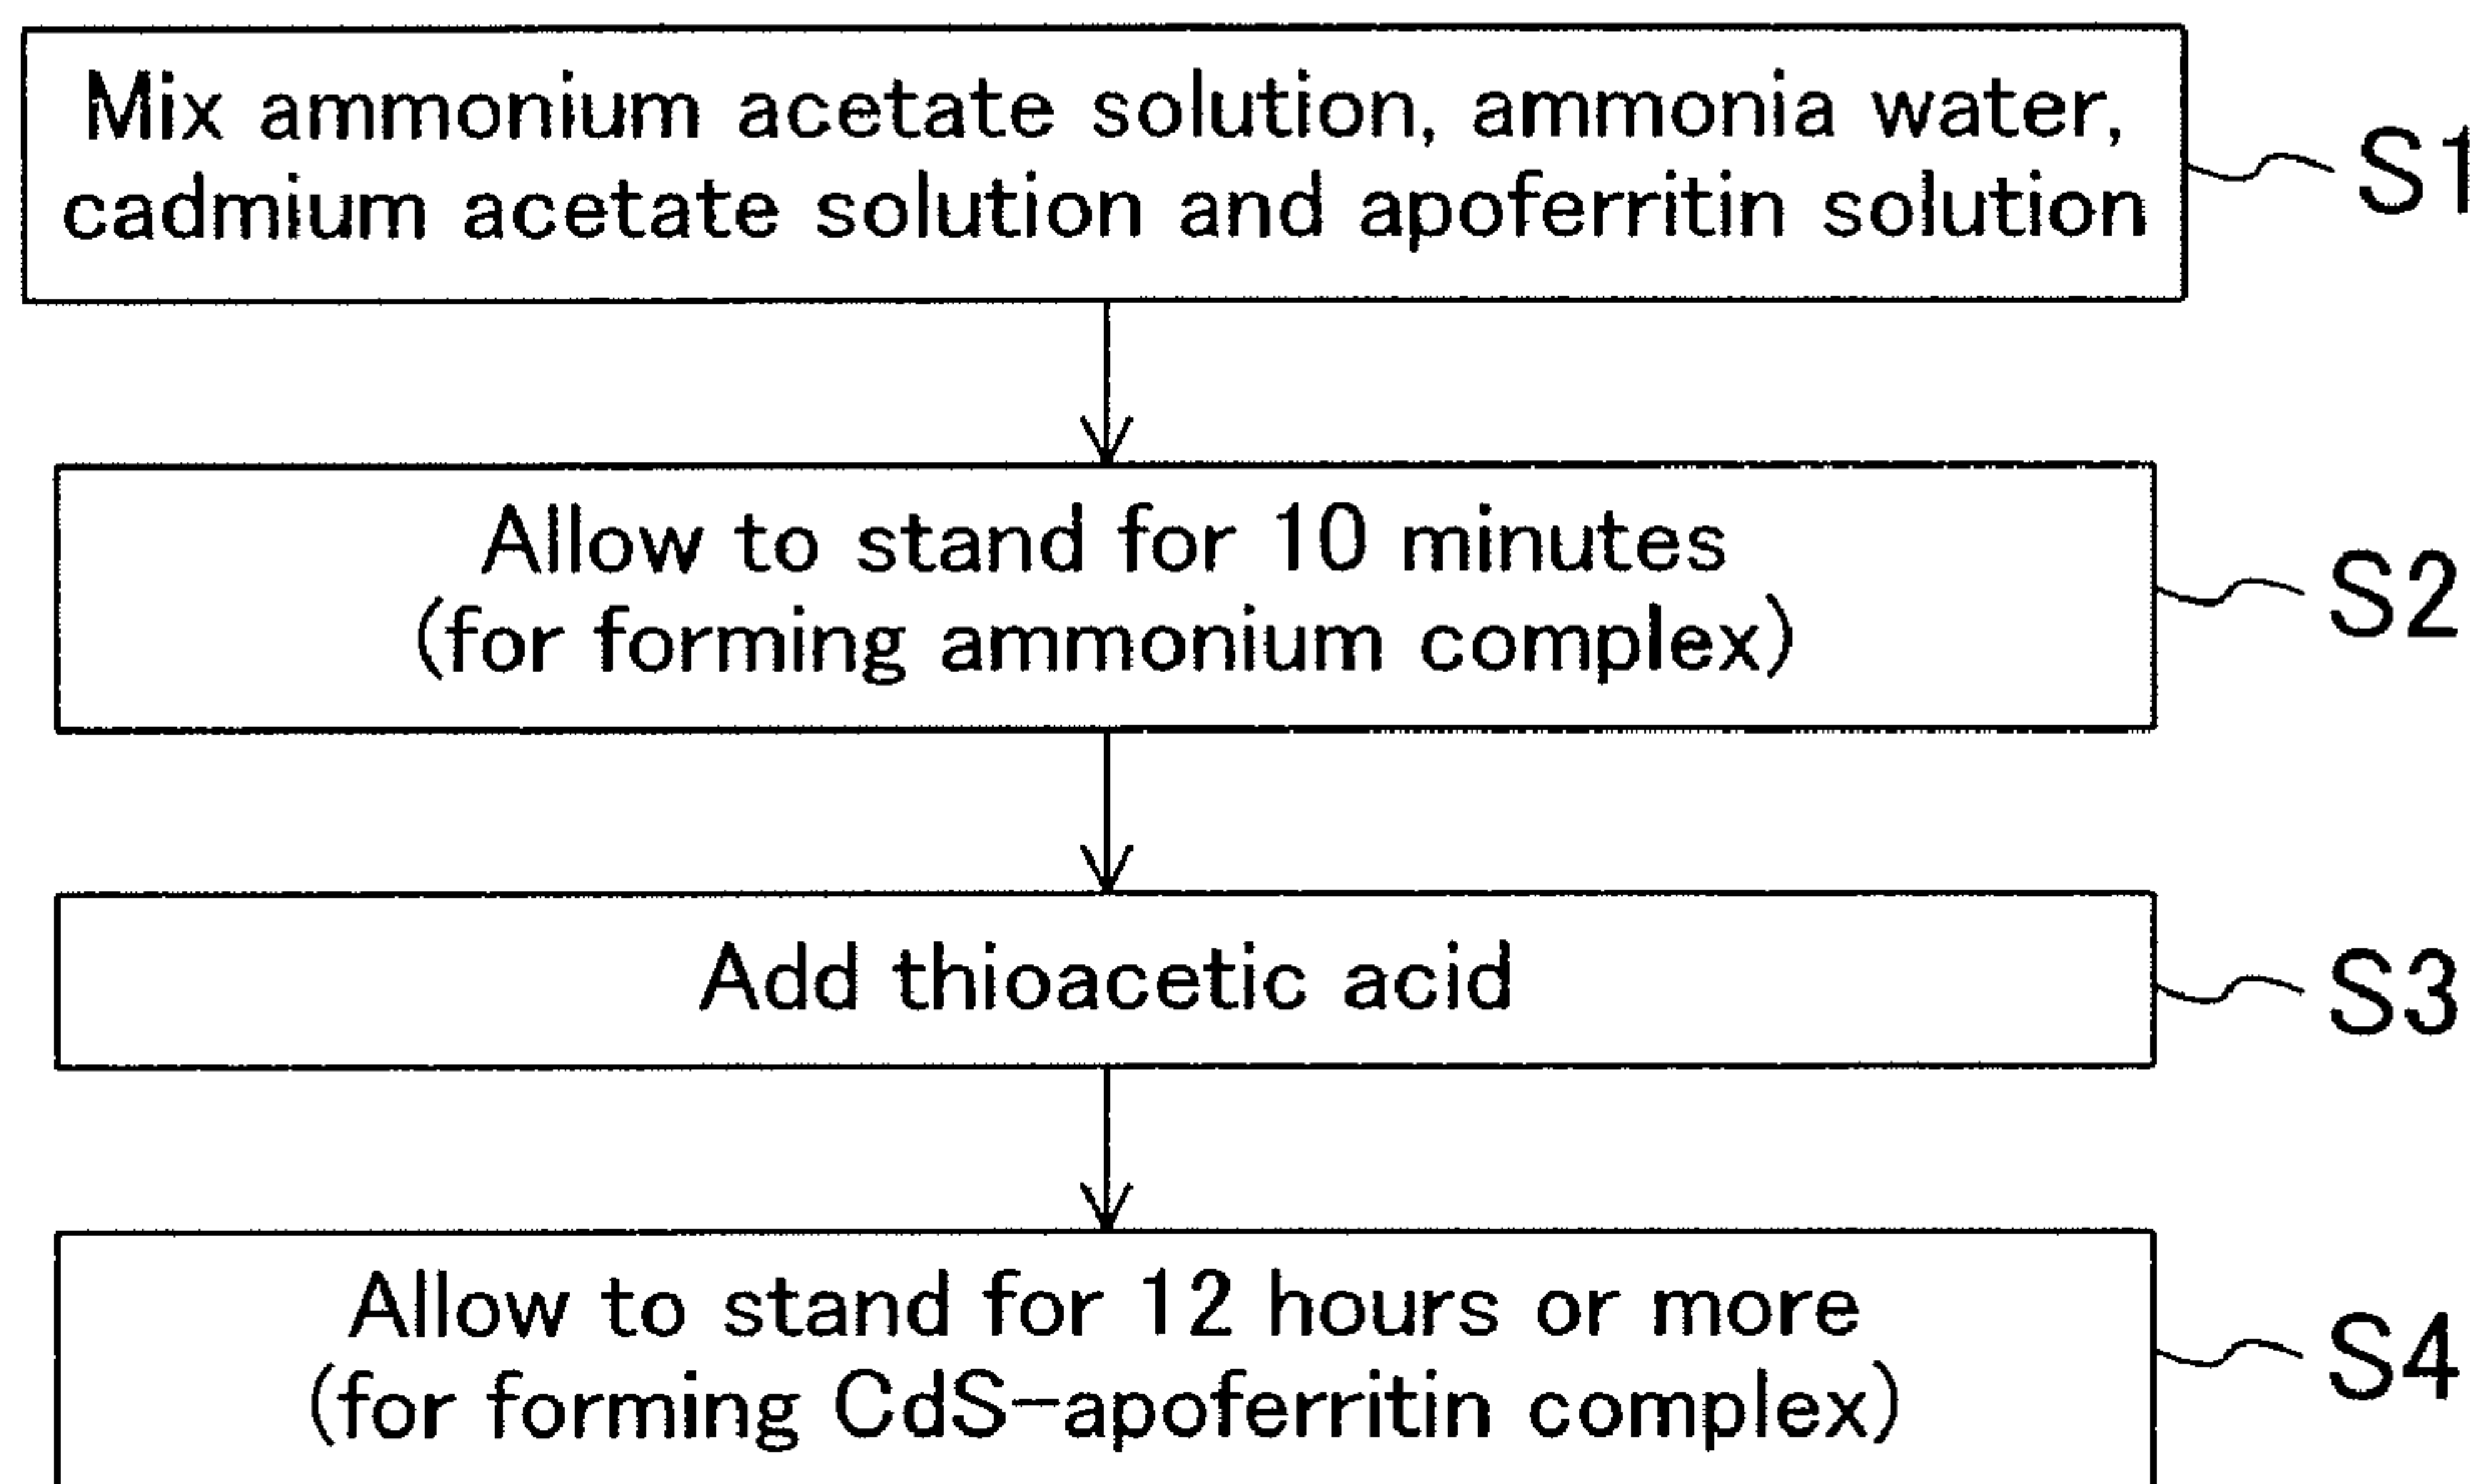 Mix ammonium acetate solution, ammonia water,
cadmium acetate solution and apoferritin solution
S1
Allow to stand for 10 minutes
(for forming ammonium complex)
S2
Add thioacetic acid
S3
Allow to stand for 12 hours or more
(for forming CdS-apoferritin complex)
S4